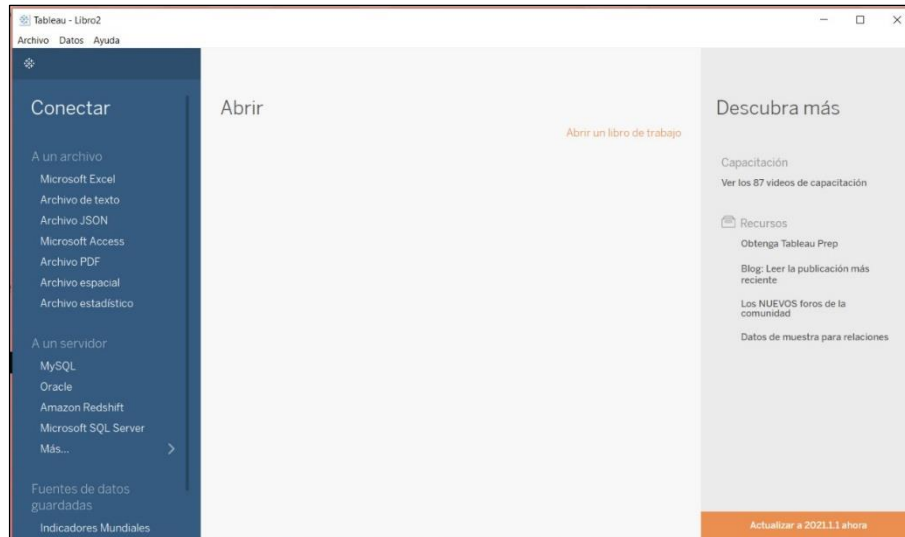 Tableau - Libro2
Archivo Datos Ayuda
Conectar
A un archivo
Microsoft Excel
Archivo de texto
Archivo JSON
Microsoft Access
Archivo PDF
Archivo espacial
Archivo estadístico
A un servidor
MySQL
Oracle
Amazon Redshift
Microsoft SQL Server
Más...
Fuentes de datos
guardadas
Indicadores Mundiales
Abrir
Abrir un libro de trabajo
Descubra más
Capacitación
Ver los 87 videos de capacitación
Recursos
Obtenga Tableau Prep
Blog: Leer la publicación más
reciente
Los NUEVOS foros de la
comunidad
Datos de muestra para relaciones
Actualizar a 2021.1.1 ahora